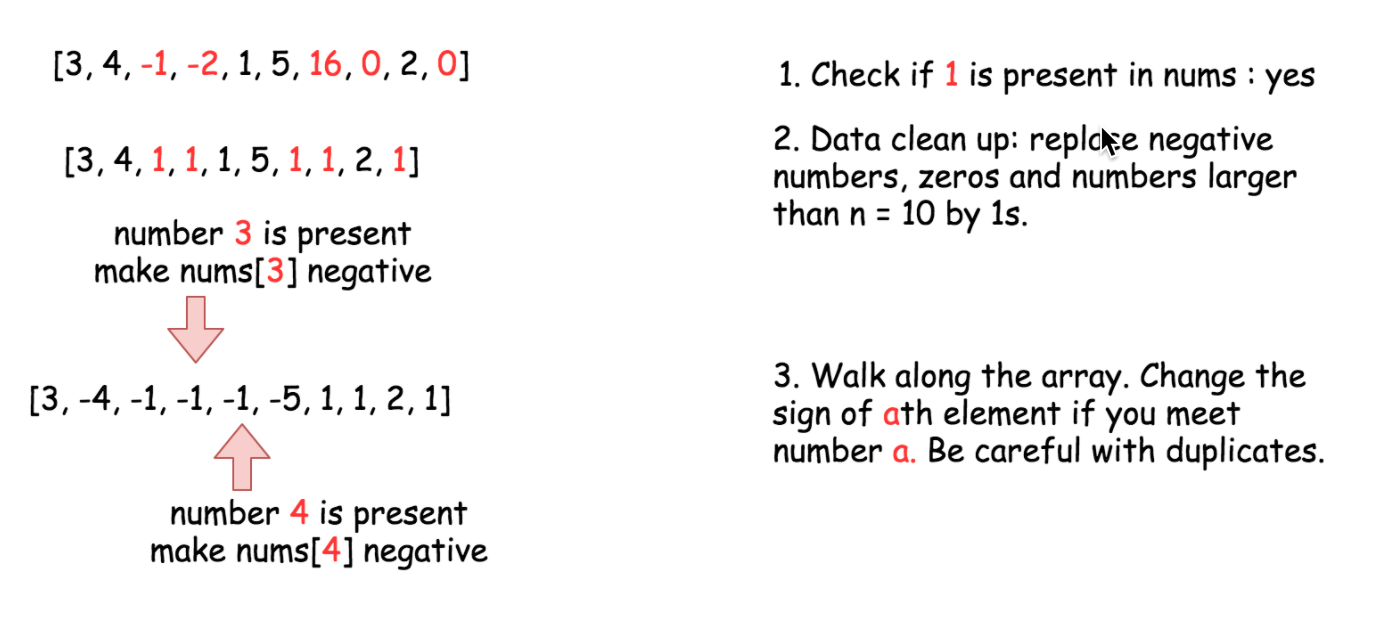 [3, 4, -1, -2, 1, 5, 16, 0, 2, 0]
[3, 4, 1, 1, 1, 5, 1, 1, 2, 1]
number 3 is present
make nums[3] negative
[3, -4, -1, -1, -1, -5, 1, 1, 2, 1]
number 4 is present
make nums[4] negative
1. Check if 1 is present in nums : yes
2. Data clean up: replace negative
numbers, zeros and numbers larger
than n = 10 by 1s.
3. Walk along the array. Change the
sign of ath element if you meet
number a. Be careful with duplicates.